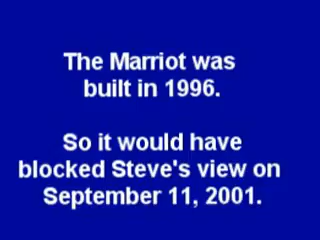 The Marriot was
built in 1996.
So it would have
blocked Steve's view on
September 11, 2001.